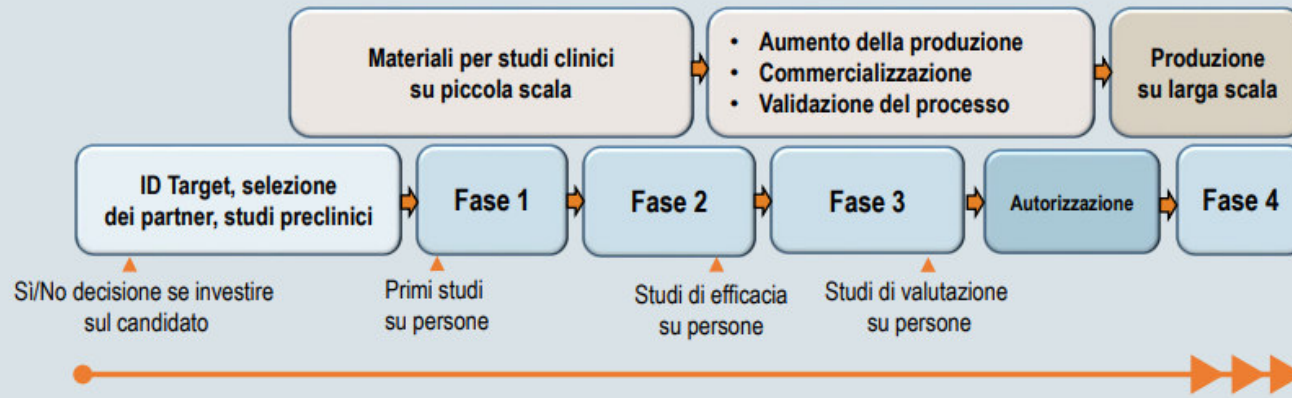 Materiali per studi clinici
su piccola scala
• Aumento della produzione
• Commercializzazione
• Validazione del processo
Produzione
su larga scala
ID Target, selezione
dei partner, studi preclinici
Fase 1
Fase 2
Fase 3
Autorizzazione
Fase 4
Sì/No decisione se investire
sul candidato
Primi studi
su persone
Studi di efficacia
su persone
Studi di valutazione
su persone